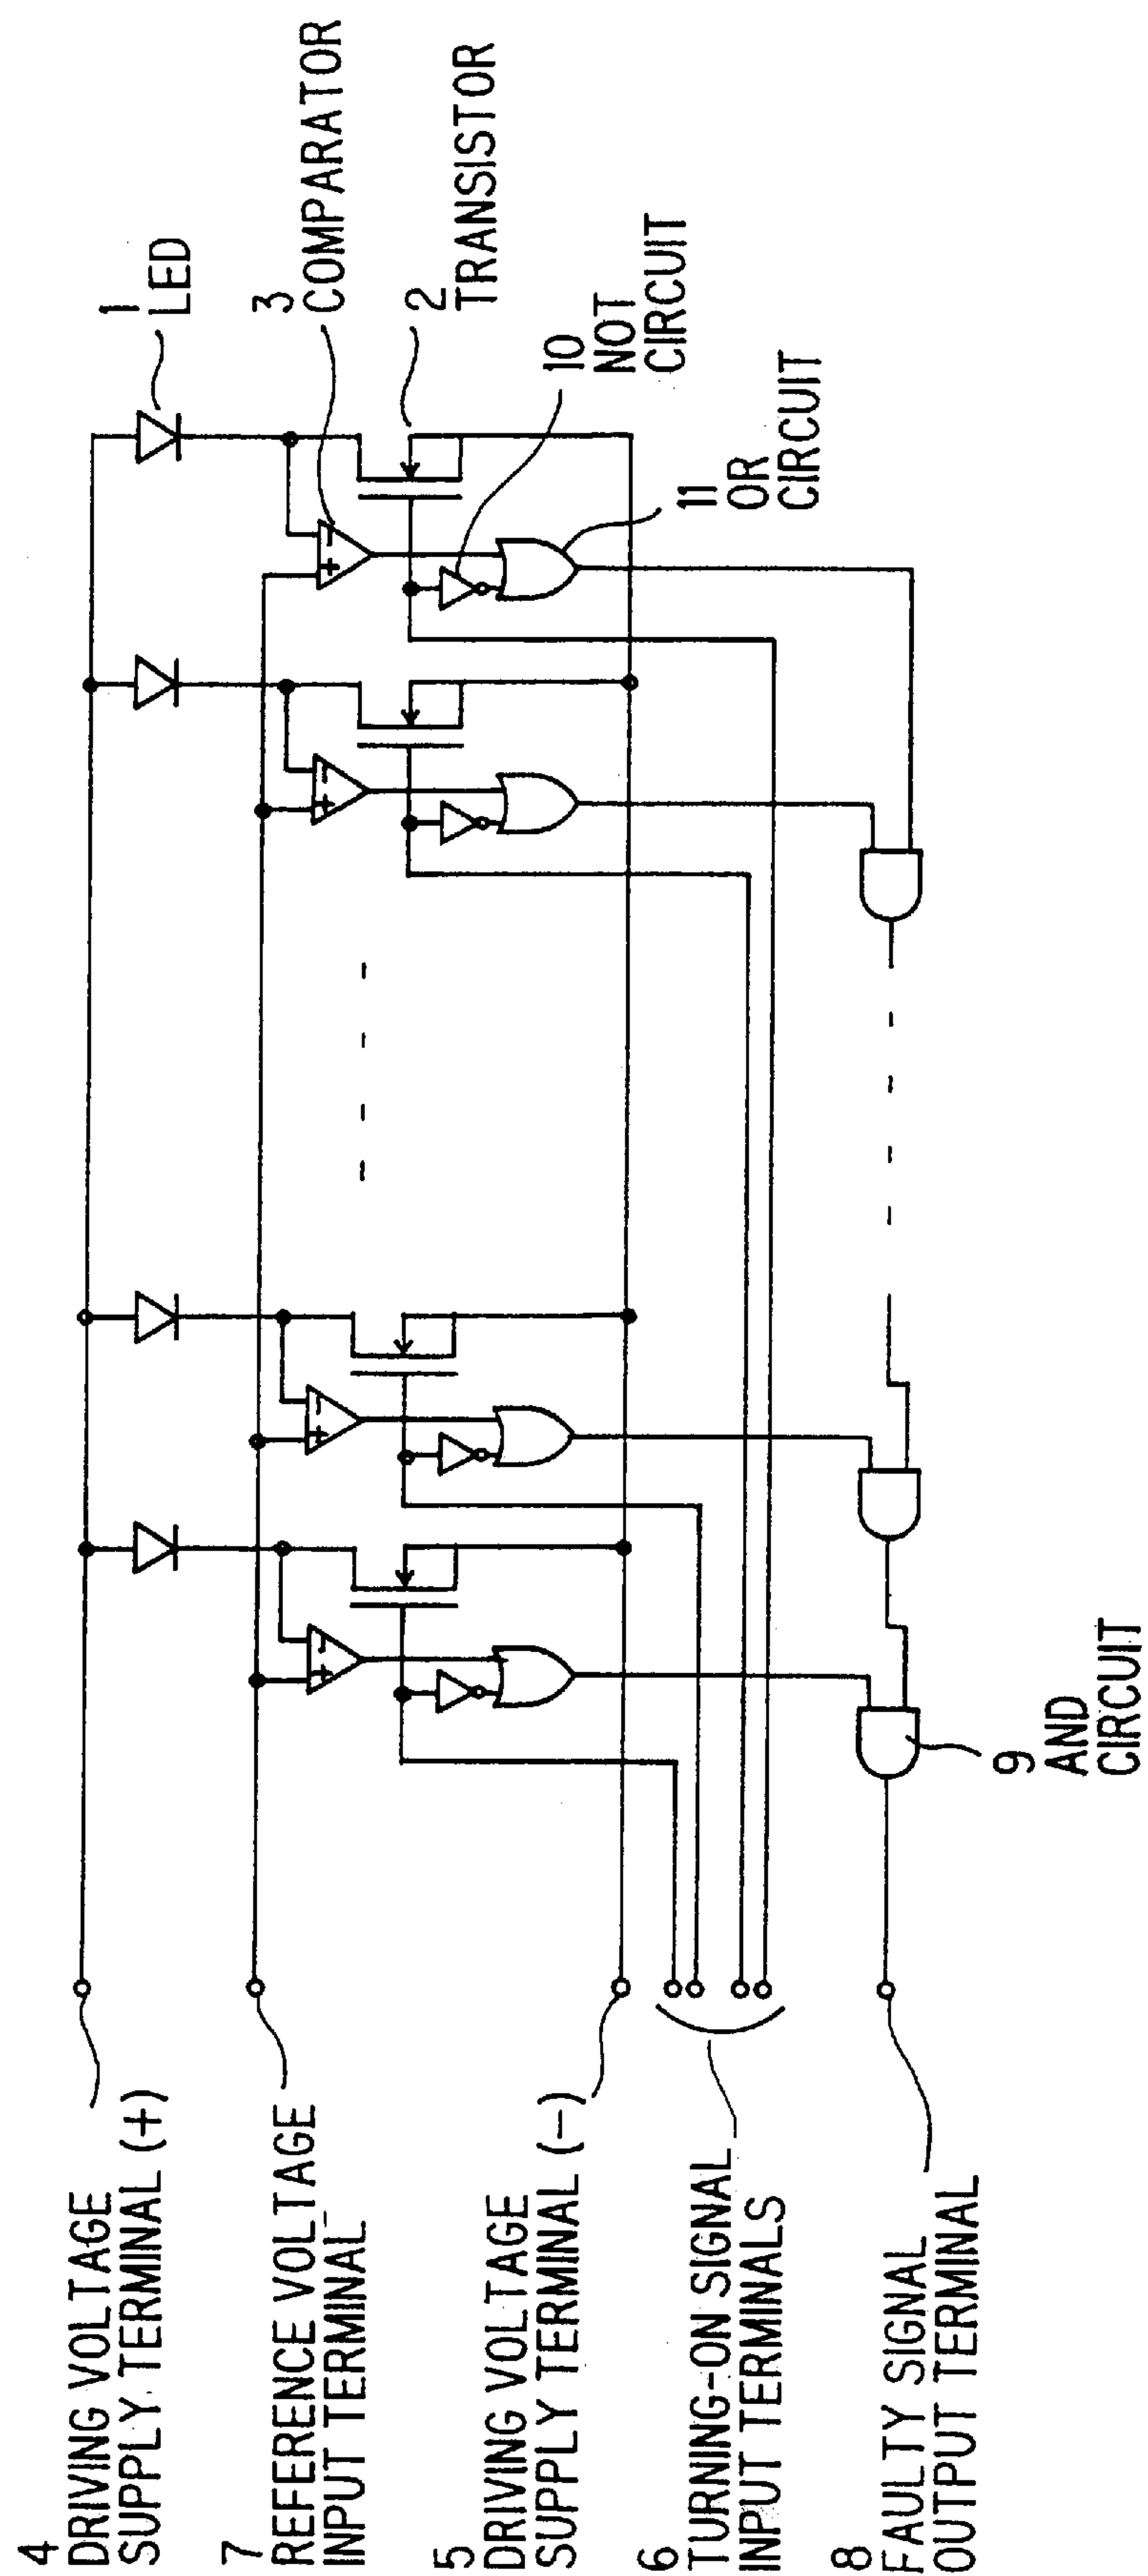 1
LED
3
COMPARATOR
2
TRANSISTOR
10
NOT
CIRCUIT
11
OR
CIRCUIT
4
DRIVING VOLTAGE
SUPPLY TERMINAL (+)
7
REFERENCE VOLTAGE
INPUT TERMINAL
5
DRIVING VOLTAGE
SUPPLY TERMINAL (-)
6
TURNING-ON SIGNAL
INPUT TERMINALS
8
FAULTY SIGNAL
OUTPUT TERMINAL
9
AND
CIRCUIT
+ -
+ -
+ -
+ -